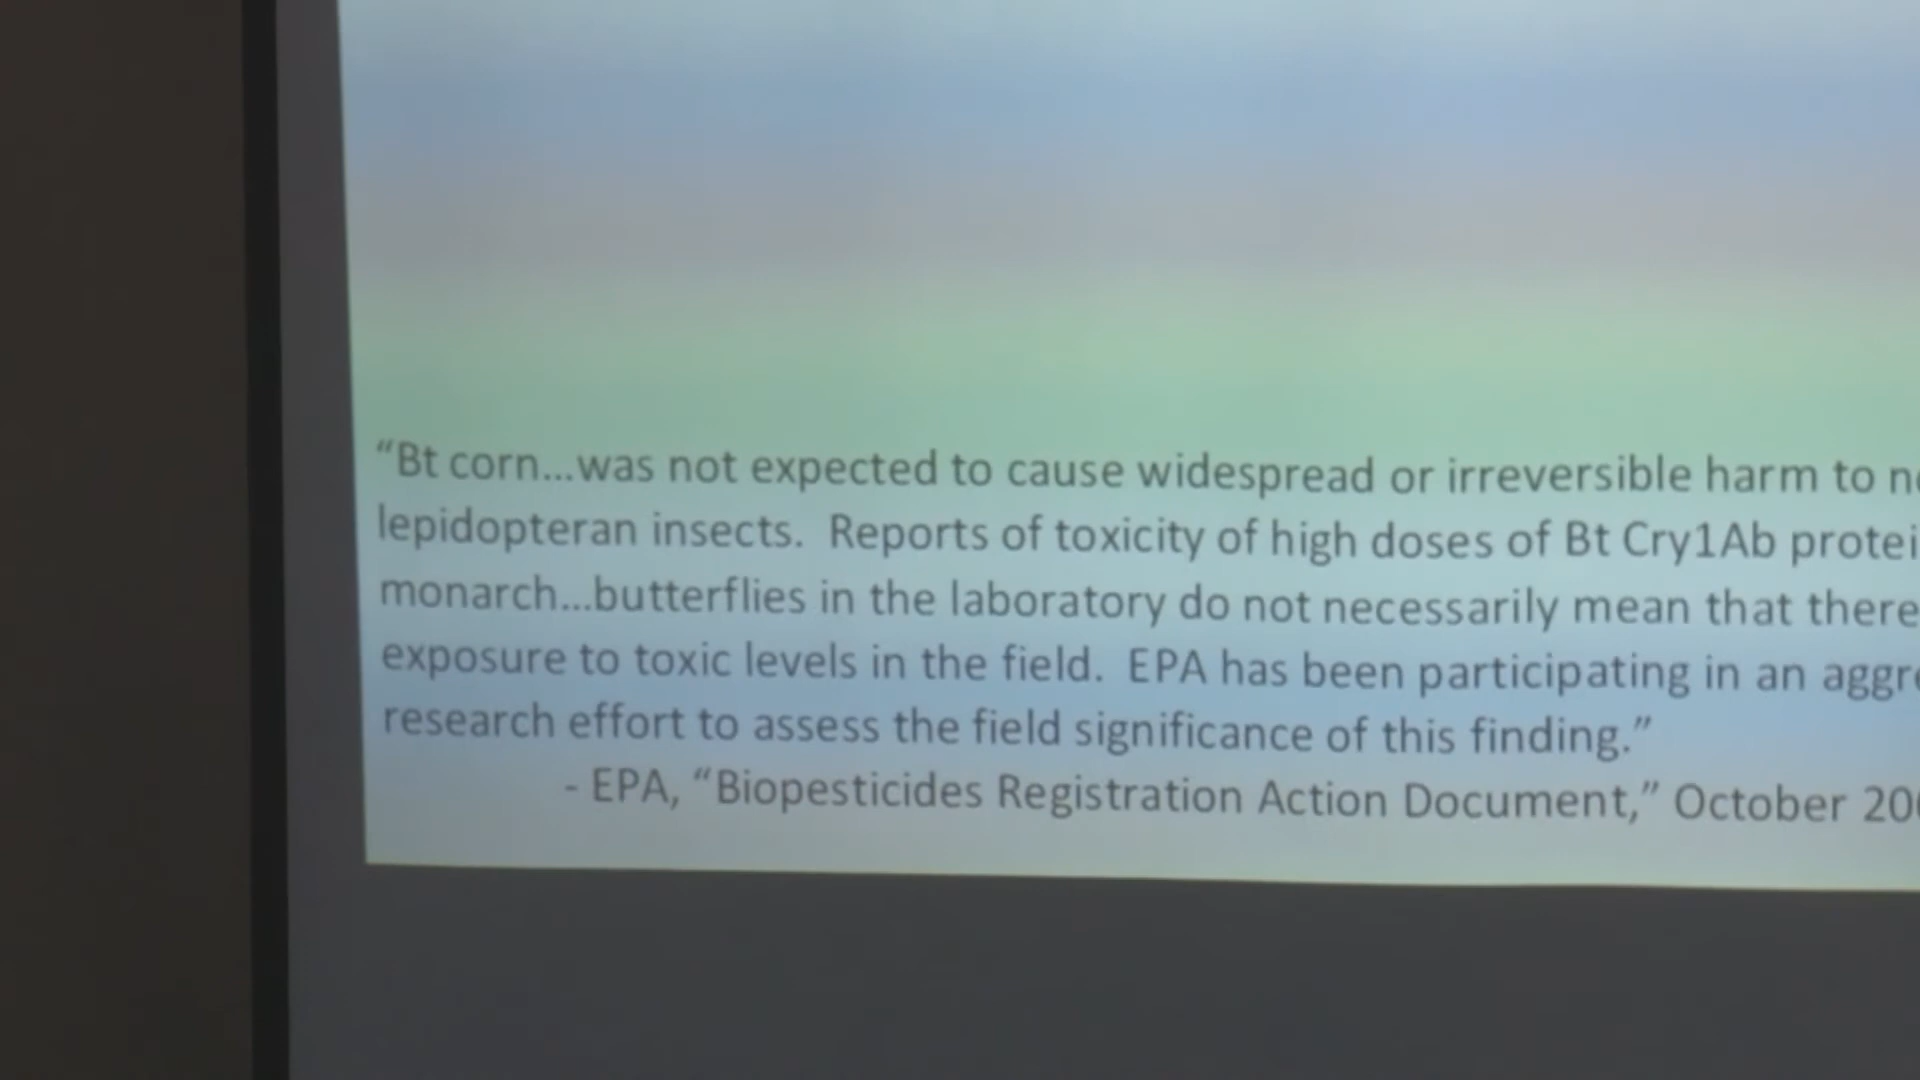 “Bt corn...was not expected to cause widespread or irreversible harm to
lepidopteran insects.  Reports of toxicity of high doses of Bt Cry1Ab
monarch...butterflies in the laboratory do not necessarily mean that there
exposure to toxic levels in the field.  EPA has been participating in an
research effort to assess the field significance of this finding.”
- EPA, “Biopesticides Registration Action Document,” October